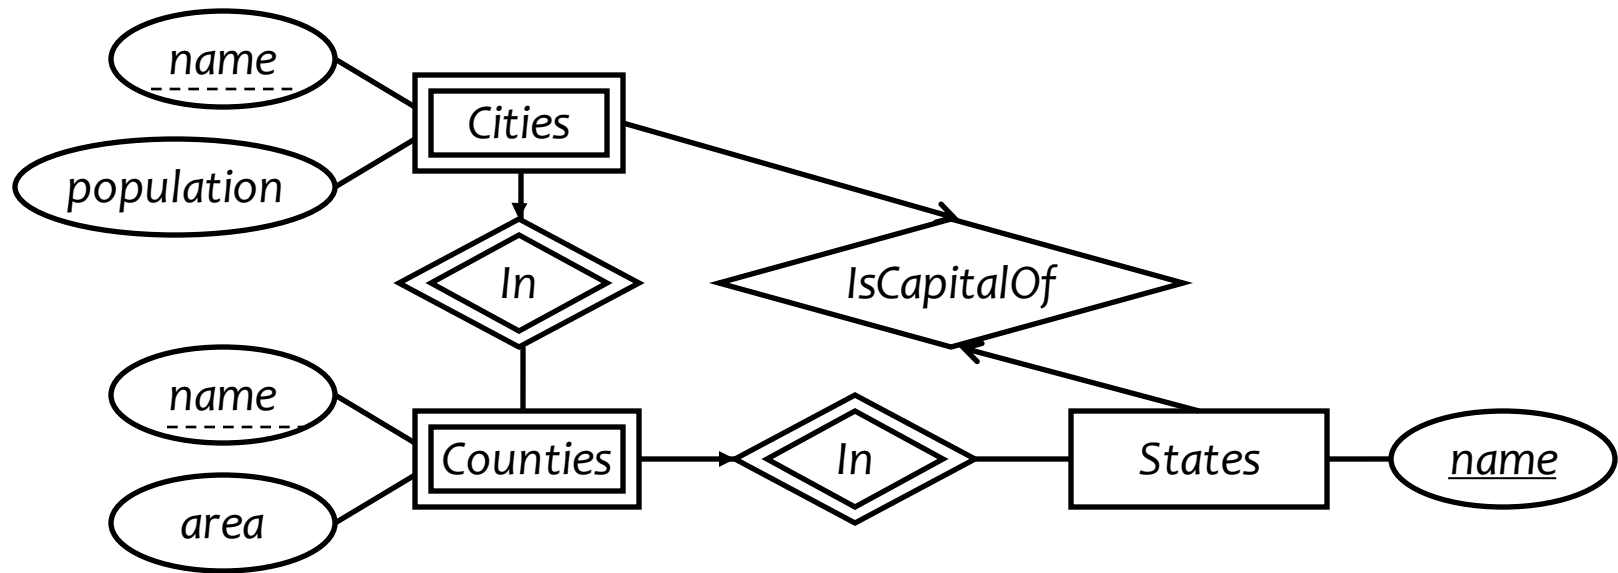 name
Cities
population
In
IsCapitalOf
name
Counties
In
States
name
area